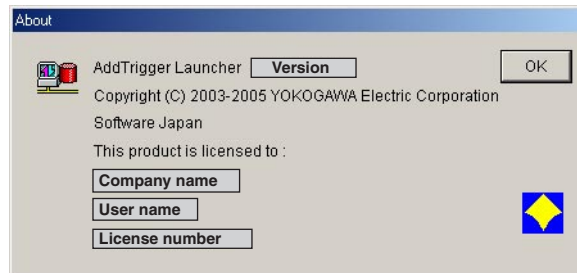 About
AddTrigger Launcher Version
OK
Copyright (C) 2003-2005 YOKOGAWA Electric Corporation
Software Japan
This product is licensed to :
Company name
User name
License number